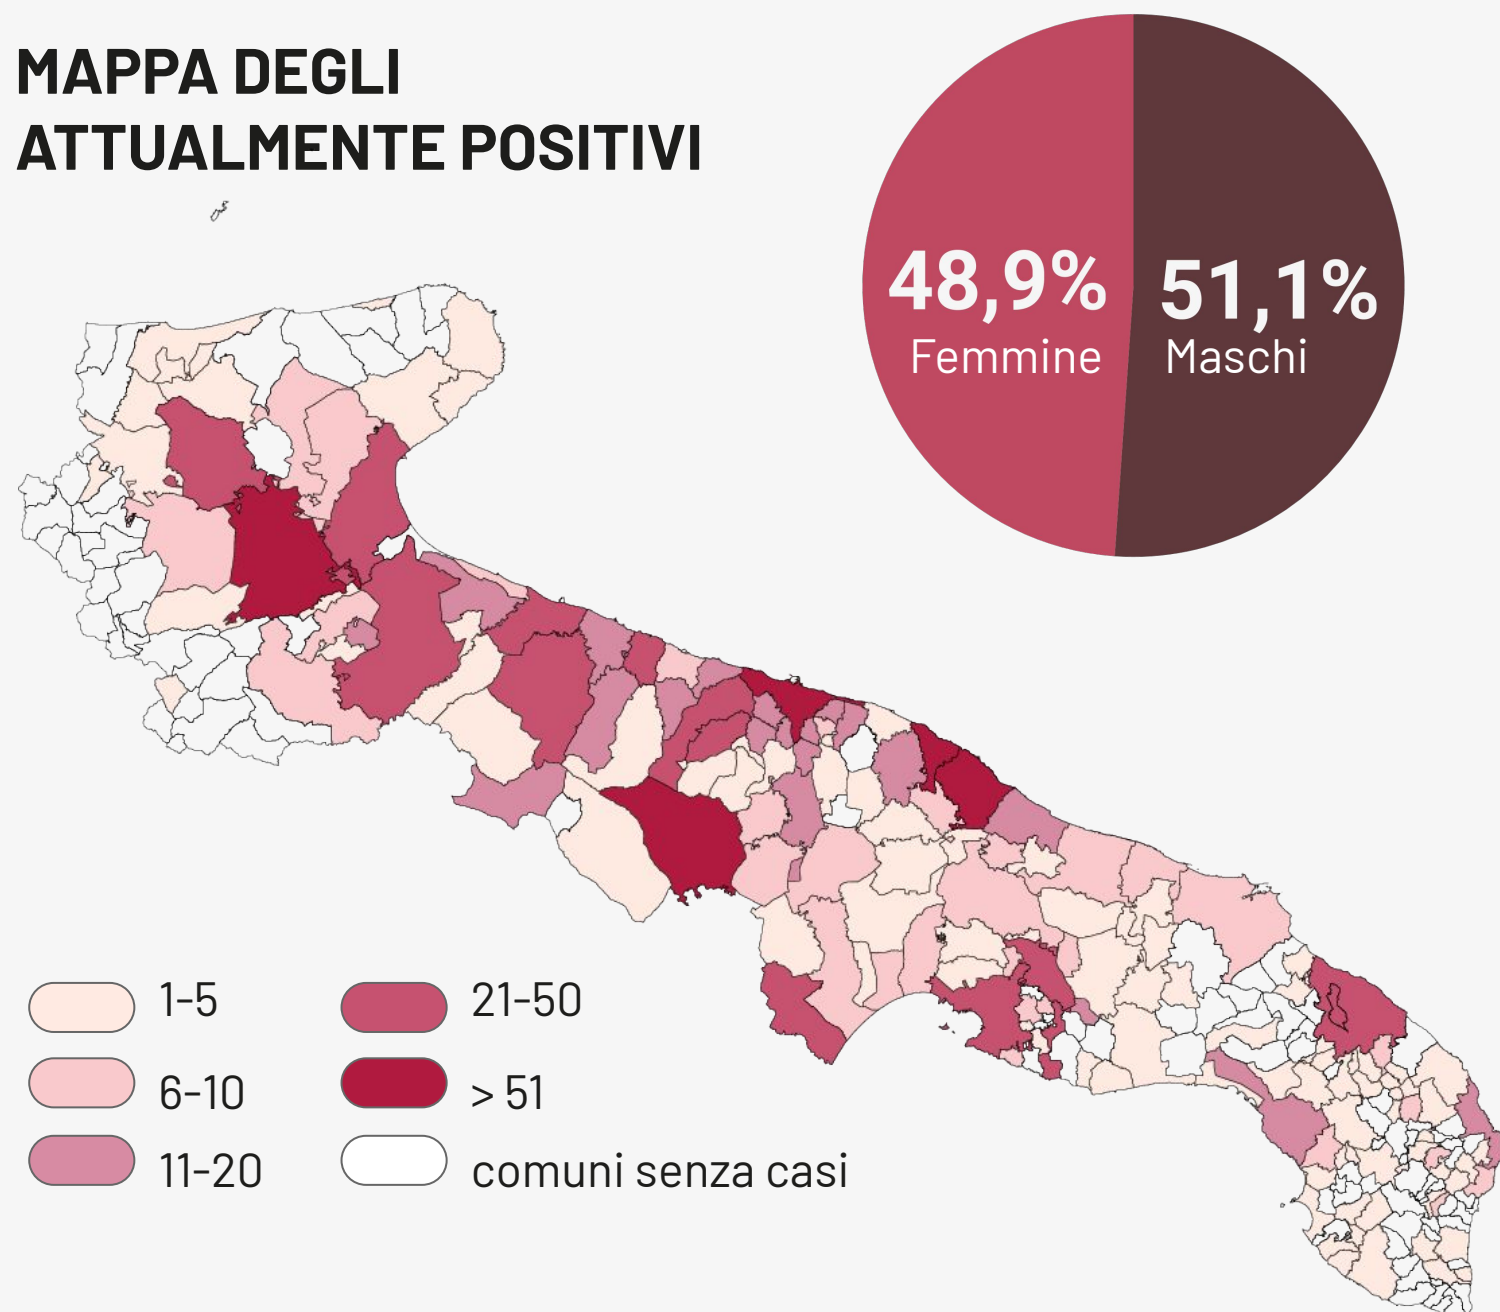 MAPPA DEGLI
ATTUALMENTE POSITIVI
48,9%
Femmine
51,1%
Maschi
1-5
6-10
11-20
21-50
> 51
comuni senza casi